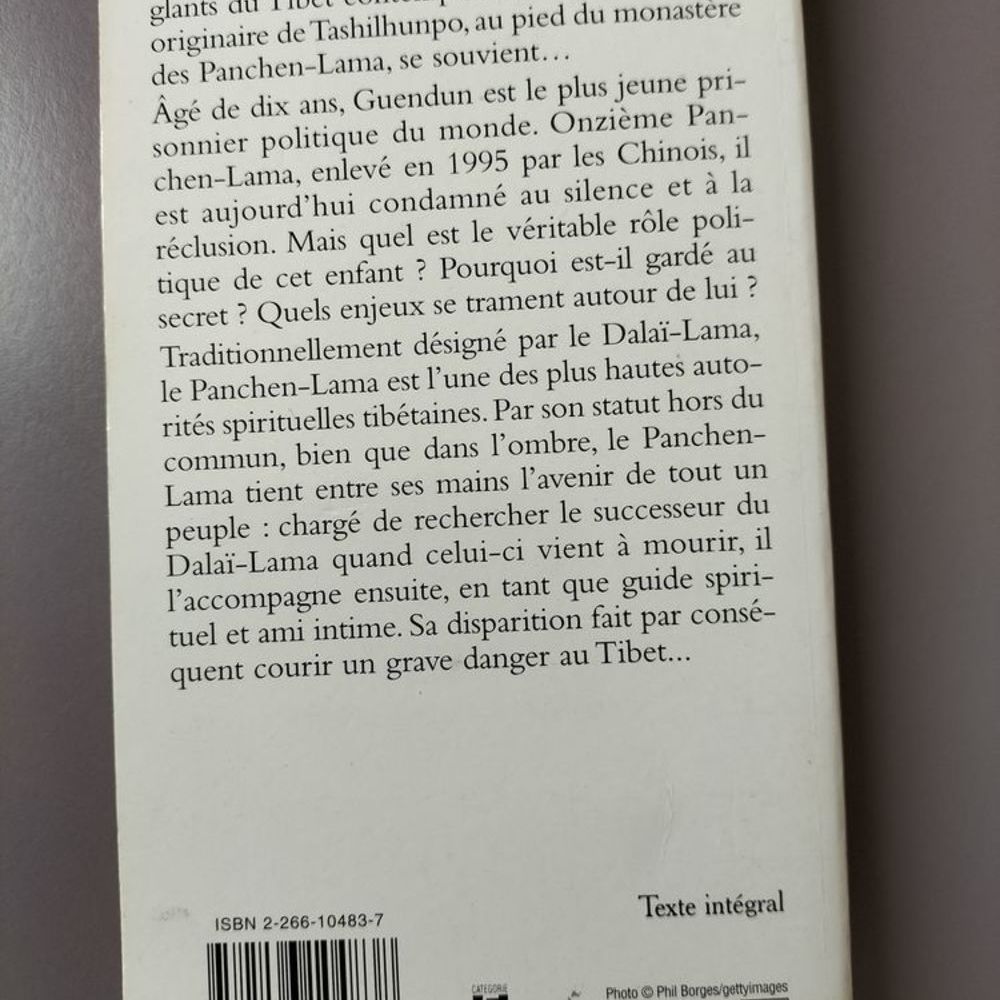 glants du Tibet
originaire de Tashilhunpo, au pied du monastère
des Panchen-Lama, se souvient...
Âgé de dix ans, Guendun est le plus jeune pri-
sonnier politique du monde. Onzième Pan-
chen-Lama, enlevé en 1995 par les Chinois, il
est aujourd'hui condamné au silence et à la
réclusion. Mais quel est le véritable rôle poli-
tique de cet enfant ? Pourquoi est-il gardé au
secret ? Quels enjeux se trament autour de lui ?
Traditionnellement désigné par le Dalaï-Lama,
le Panchen-Lama est l'une des plus hautes auto-
rités spirituelles tibétaines. Par son statut hors du
commun, bien que dans l'ombre, le Panchen-
Lama tient entre ses mains l'avenir de tout un
peuple : chargé de rechercher le successeur du
Dalaï-Lama quand celui-ci vient à mourir, il
l'accompagne ensuite, en tant que guide spiri-
tuel et ami intime. Sa disparition fait par consé-
quent courir un grave danger au Tibet...
Texte intégral
ISBN 2-266-10483-7
CATÉGORIE
Photo © Phil Borges/gettyimages